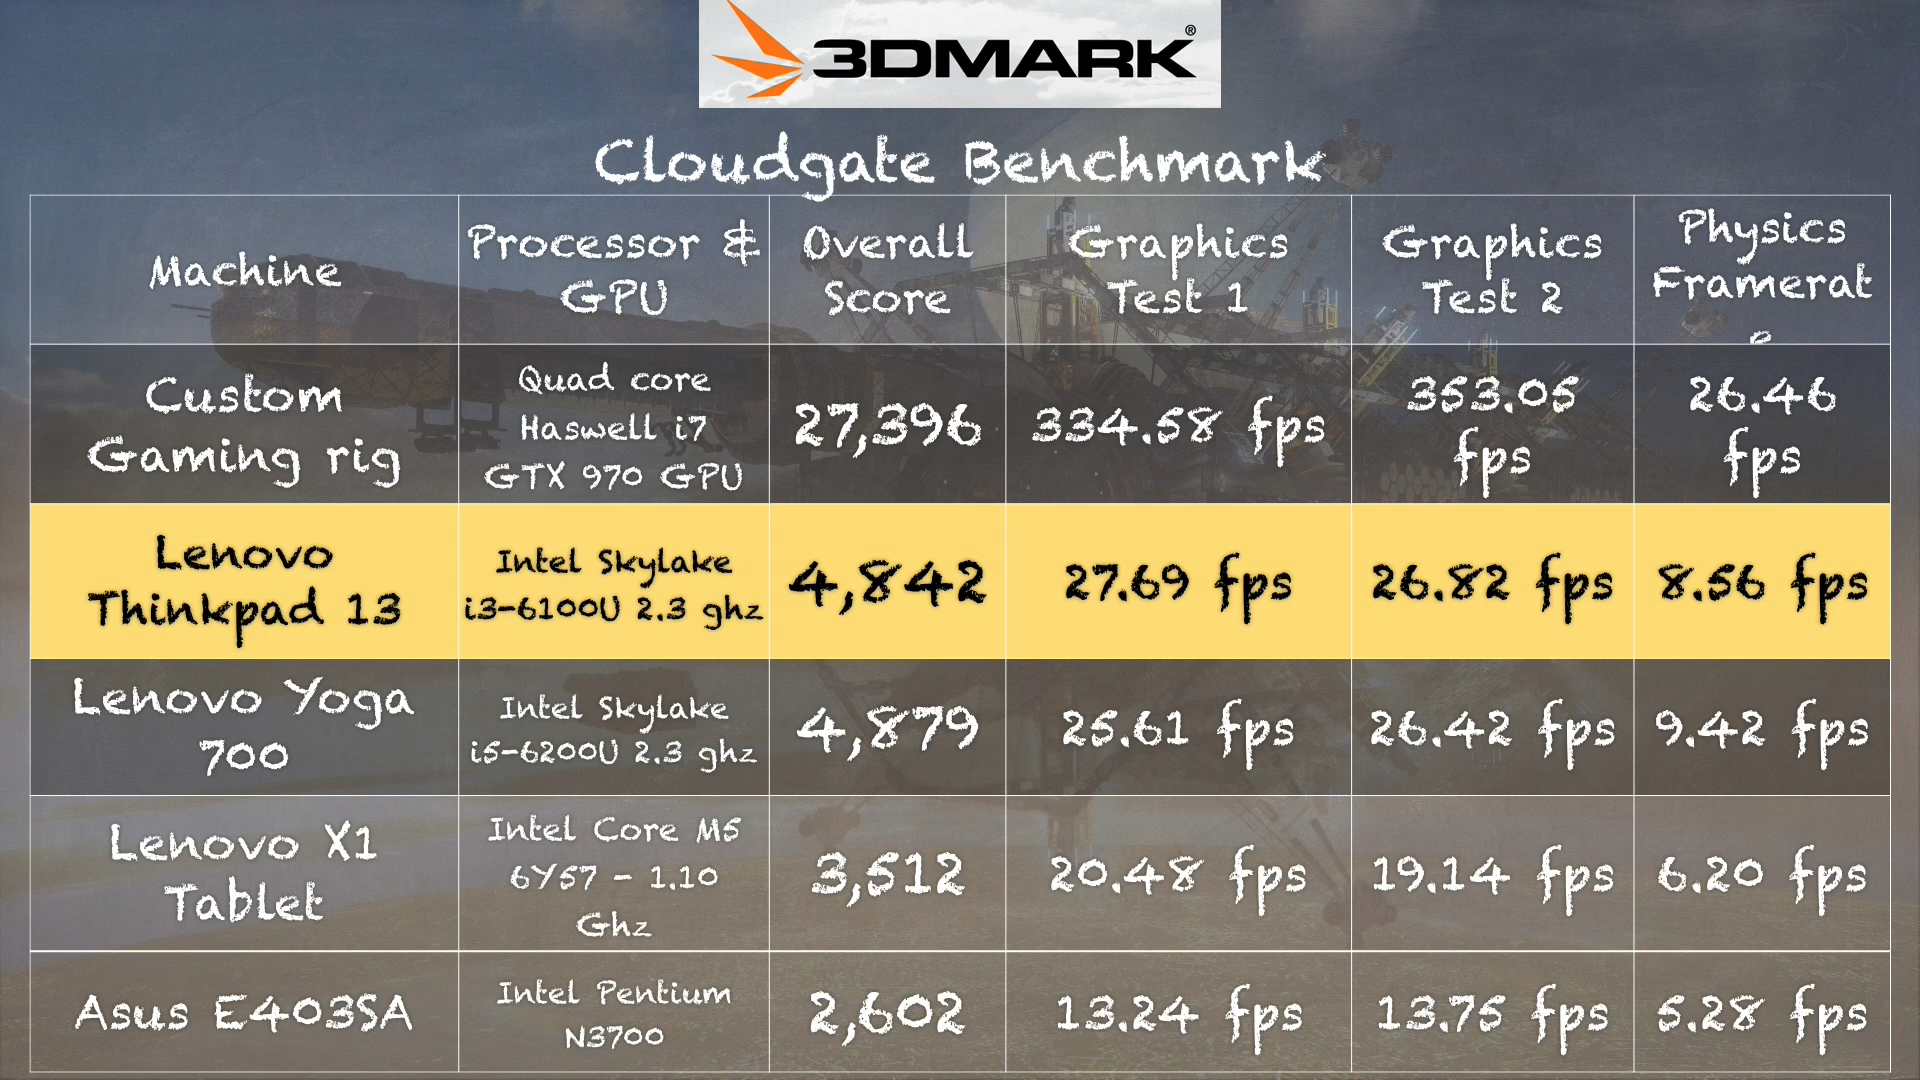 3DMARK®
Cloudgate Benchmark
Machine
Processor &
GPU
Overall
Score
Graphics
Test 1
Graphics
Test 2
Physics
Framerat
e
Custom
Gaming rig
Quad core
Haswell i7
GTX 970 GPU
27,396
334.58 fps
353.05
fps
26.46
fps
Lenovo
Thinkpad 13
Intel Skylake
i3-6100U 2.3 ghz
4,842
27.69 fps
26.82 fps
8.56 fps
Lenovo Yoga
700
Intel Skylake
i5-6200U 2.3 ghz
4,879
25.61 fps
26.42 fps
9.42 fps
Lenovo X1
Tablet
Intel Core M5
6Y57 - 1.10
Ghz
3,512
20.48 fps
19.14 fps
6.20 fps
Asus E403SA
Intel Pentium
N3700
2,602
13.24 fps
13.75 fps
5.28 fps